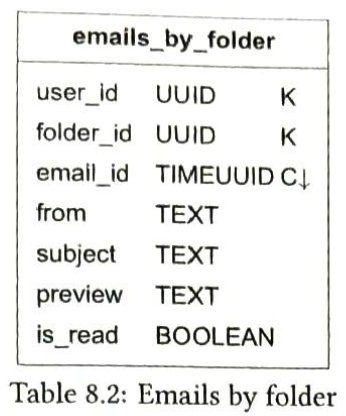 emails_by_folder
user_id UUID K
folder_id UUID K
email_id TIMEUUID C↓
from TEXT
subject TEXT
preview TEXT
is_read BOOLEAN
Table 8.2: Emails by folder